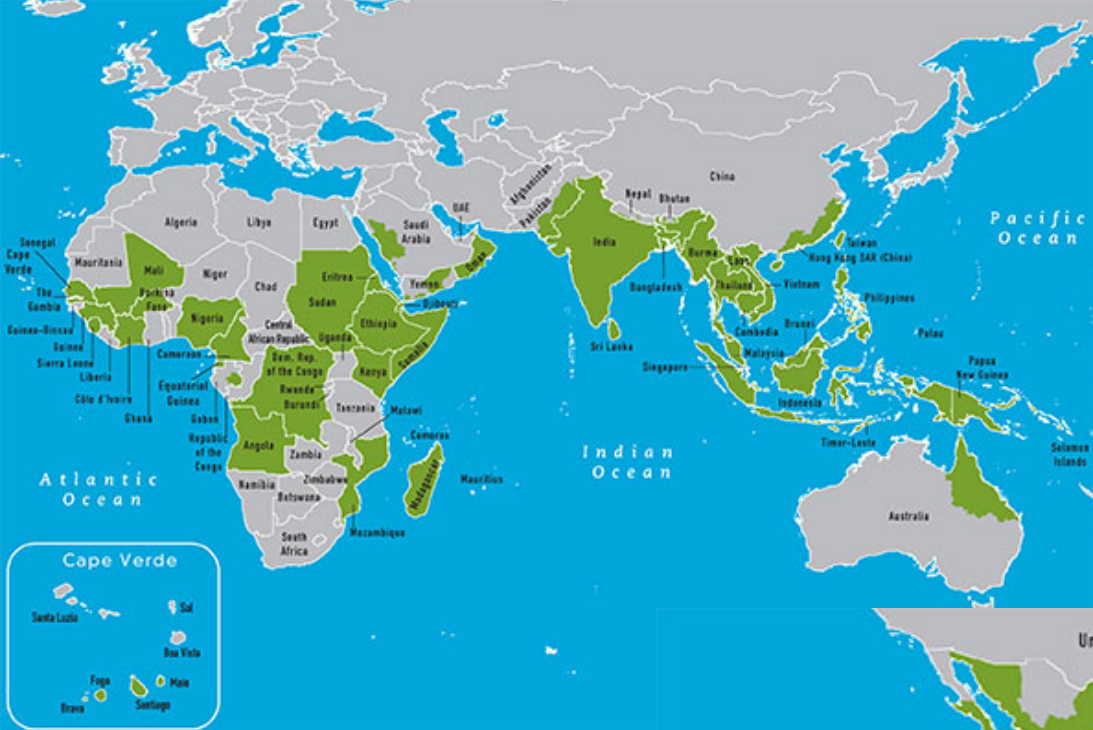 China
Afghanistan
Pakistan
Nepal
Bhutan
UAE
Algeria
Libya
Egypt
Saudi
Arabia
Pacific
Ocean
Senegal
Cape
Verde
Mauritania
Mali
Niger
Chad
Eritrea
Yemen
Oman
India
Burma
Laos
Taiwan
Hong Kong SAR (China)
Bangladesh
Thailand
Vietnam
Philippines
The
Gambia
Burkina
Faso
Nigeria
Sudan
Djibouti
Guinea-Bissau
Guinea
Sierra Leone
Liberia
Côte d'Ivoire
Ghana
Central
African Republic
Ethiopia
Uganda
Somalia
Kenya
Cameroon
Equatorial
Guinea
Gabon
Republic
of the
Congo
Dem. Rep.
of the Congo
Rwanda
Burundi
Tanzania
Malawi
Sri Lanka
Cambodia
Brunei
Palau
Malaysia
Singapore
Indonesia
Papua
New Guinea
Timor-Leste
Solomon
Islands
Indian
Ocean
Comoros
Angola
Zambia
Mauritius
Madagascar
Atlantic
Ocean
Namibia
Zimbabwe
Botswana
Mozambique
South
Africa
Australia
Cape Verde
Santa Luzia
Sal
Boa Vista
Fogo
Maio
Brava
Santiago